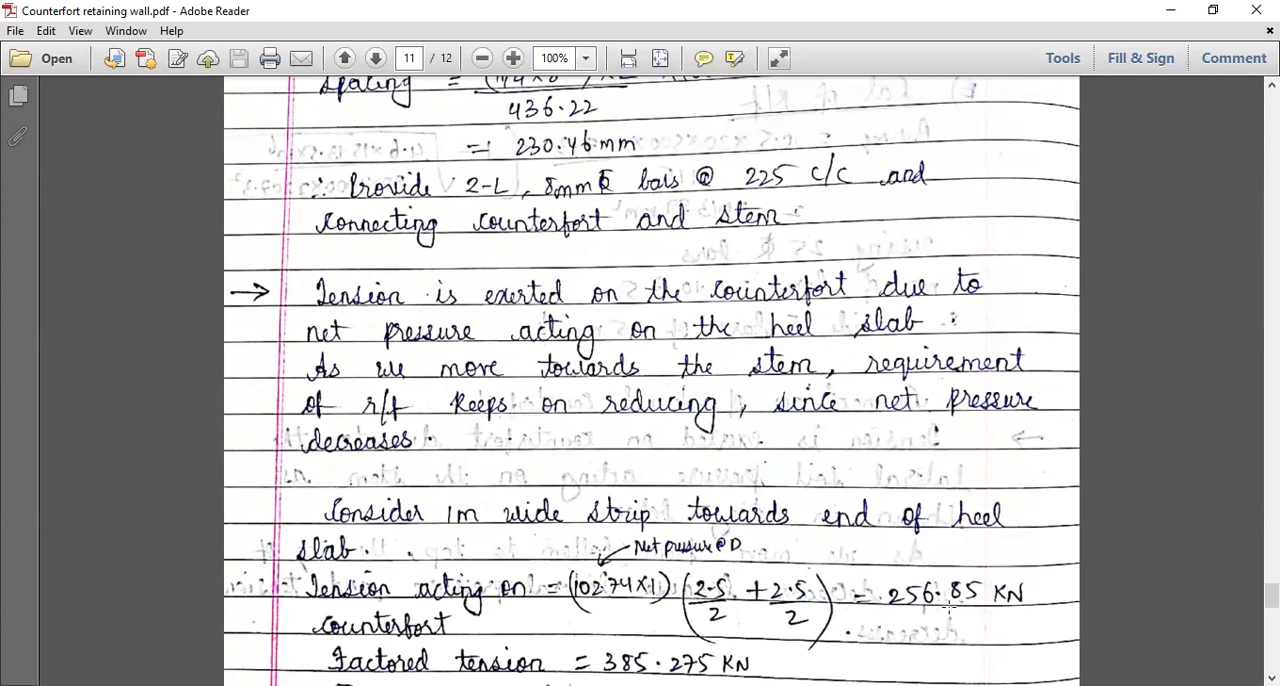 Counterfort retaining wall.pdf - Adobe Reader
File Edit View Window Help
Open 11 / 12 100% Tools Fill & Sign Comment
Spacing =
436.22
= 230.46 mm
∴ Provide 2-L, 8mm ϕ bars @ 225 c/c and
connecting counterfort and stem.
→ Tension is exerted on the counterfort due to
net pressure acting on the heel slab.
As we move towards the stem, requirement
of r/f keeps on reducing, since net pressure
decreases
Consider 1m wide strip towards end of heel
slab. Net pressure @ D
Tension acting on = (102.74 x 1) (2.5/2 + 2.5/2) = 256.85 KN
counterfort
Factored tension = 385.275 KN